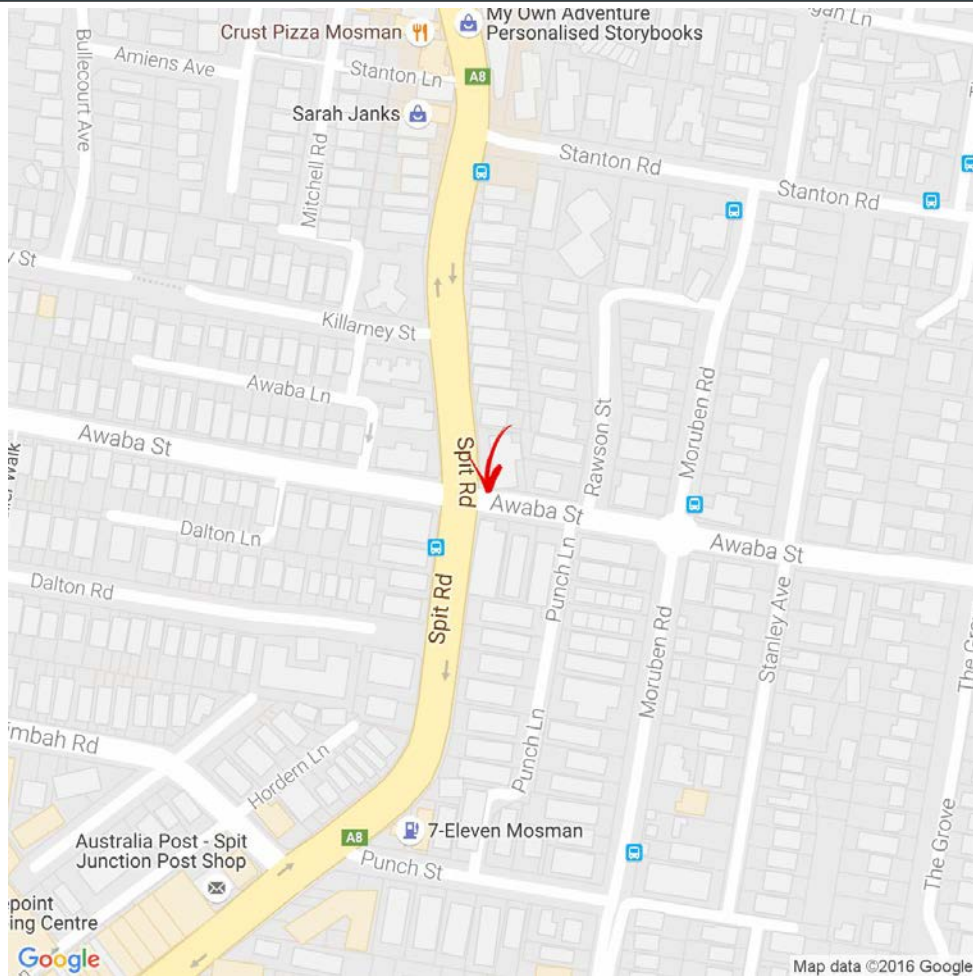 My Own Adventure
Personalised Storybooks
Crust Pizza Mosman
Bullecourt Ave
Amiens Ave
Stanton Ln
A8
Sarah Janks
Mitchell Rd
Stanton Rd
Stanton Rd
Killarney St
Awaba Ln
Awaba St
Spit Rd
Awaba St
Rawson St
Moruben Rd
Awaba St
Walk
Dalton Ln
Dalton Rd
Spit Rd
Punch Ln
Stanley Ave
Moruben Rd
Hordern Ln
Punch Ln
A8
7-Eleven Mosman
Australia Post - Spit
Junction Post Shop
Punch St
The Grove
Google
Map data ©2016 Google